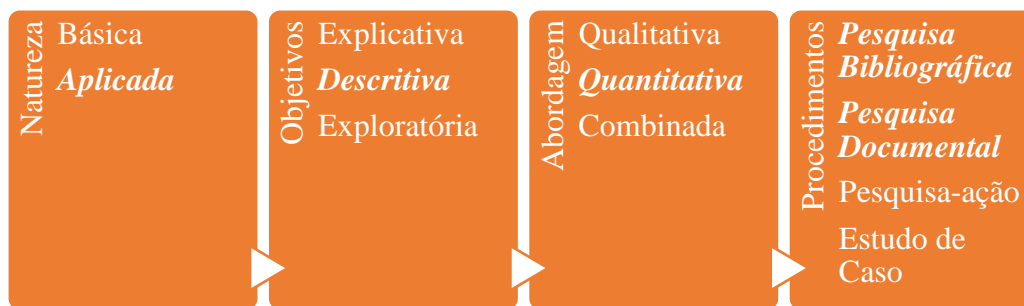 Natureza
Básica
Aplicada
Objetivos
Explicativa
Descritiva
Exploratória
Abordagem
Qualitativa
Quantitativa
Combinada
Procedimentos
Pesquisa
Bibliográfica
Pesquisa
Documental
Pesquisa-ação
Estudo de
Caso